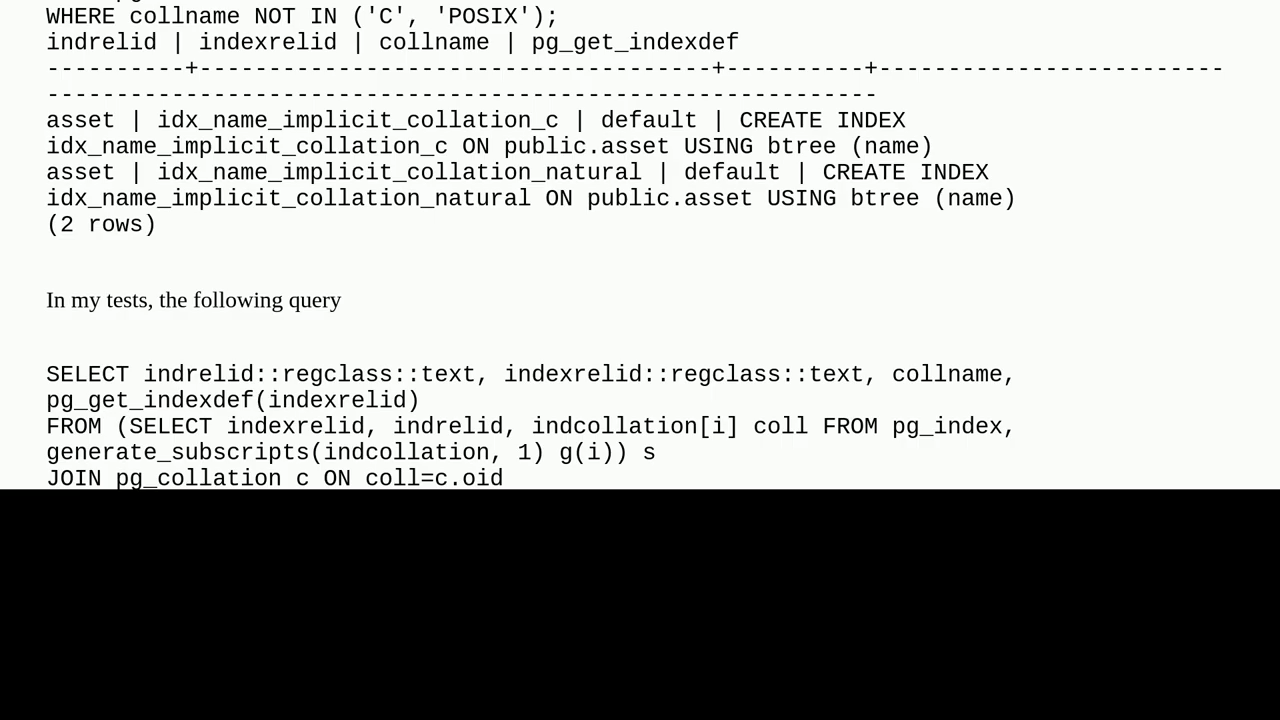 WHERE collname NOT IN ('C', 'POSIX');
indrelid | indexrelid | collname | pg_get_indexdef
----------+-------------------------------------+----------+-------------------------
------------------------------------------------------------
asset | idx_name_implicit_collation_c | default | CREATE INDEX
idx_name_implicit_collation_c ON public.asset USING btree (name)
asset | idx_name_implicit_collation_natural | default | CREATE INDEX
idx_name_implicit_collation_natural ON public.asset USING btree (name)
(2 rows)
In my tests, the following query
SELECT indrelid::regclass::text, indexrelid::regclass::text, collname,
pg_get_indexdef(indexrelid)
FROM (SELECT indexrelid, indrelid, indcollation[i] coll FROM pg_index,
generate_subscripts(indcollation, 1) g(i)) s
JOIN pg_collation c ON coll=c.oid